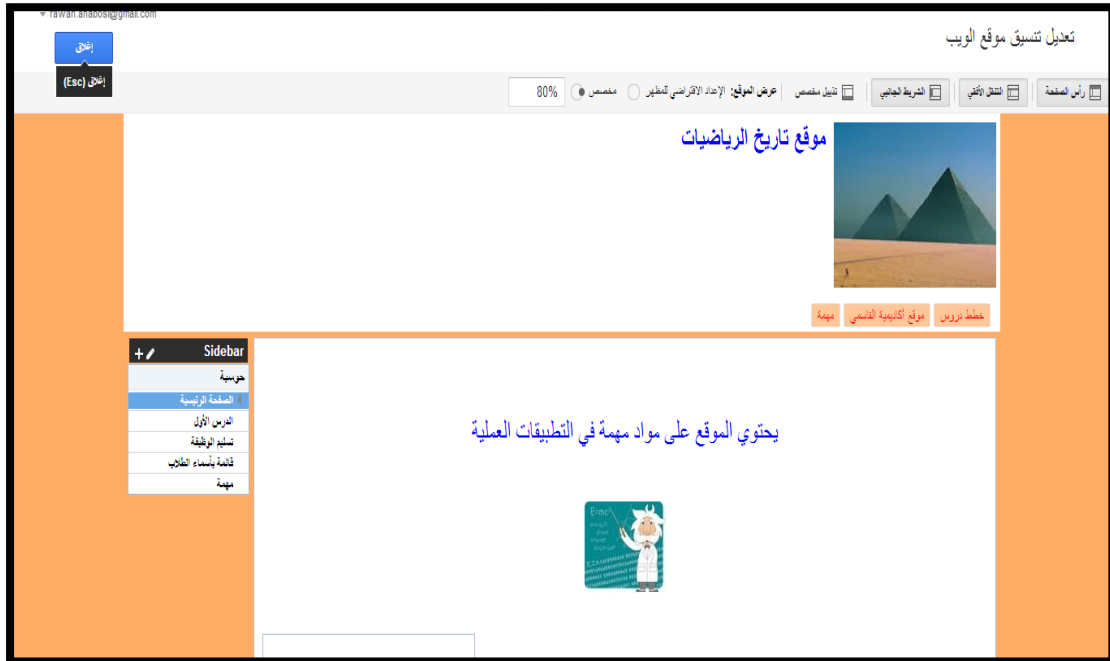 rawan.anabosi@gmail.com
تعديل تنسيق موقع الويب
إغلاق
إغلاق (Esc)
رأس الصفحة
التنقل الأفقي
الشريط الجانبي
تذييل مخصص
عرض الموقع: الإعداد الافتراضي للمظهر مخصص 80%
موقع تاريخ الرياضيات
خطط دروس
موقع أكاديمية القاسمي
مهمة
Sidebar
حوسبة
الصفحة الرئيسية
الدرس الأول
تسليم الوظيفة
قائمة بأسماء الطلاب
مهمة
يحتوي الموقع على مواد مهمة في التطبيقات العملية